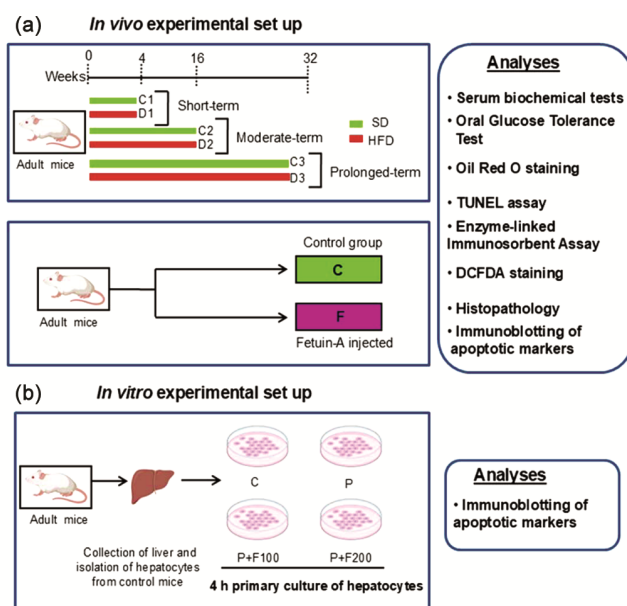 (a) In vivo experimental set up
0 4 16 32
Weeks
C1
D1
Short-term
C2
D2
Moderate-term
C3
D3
Prolonged-term
SD
HFD
Adult mice
Control group
C
Adult mice
F
Fetuin-A injected
Analyses
• Serum biochemical tests
• Oral Glucose Tolerance
Test
• Oil Red O staining
• TUNEL assay
• Enzyme-linked
Immunosorbent Assay
• DCFDA staining
• Histopathology
• Immunoblotting of
apoptotic markers
(b) In vitro experimental set up
Adult mice
Collection of liver and
isolation of hepatocytes
from control mice
C P
P+F100 P+F200
4 h primary culture of hepatocytes
Analyses
• Immunoblotting of
apoptotic markers